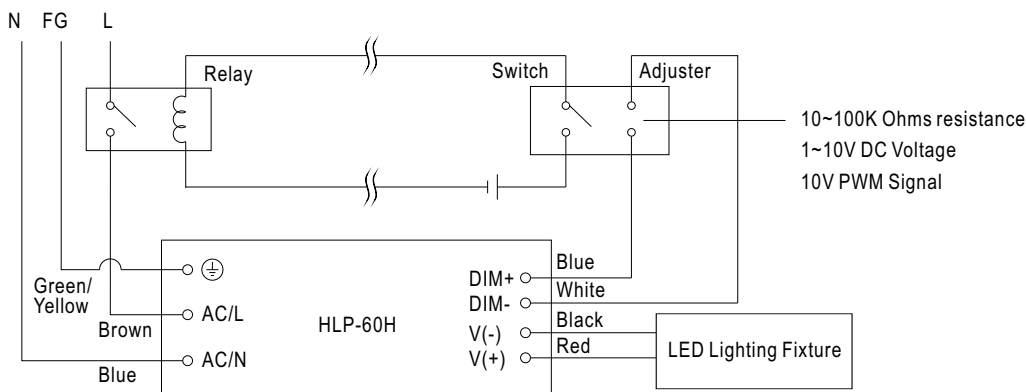 N FG L
Relay
Switch
Adjuster
10~100K Ohms resistance
1~10V DC Voltage
10V PWM Signal
Green/
Yellow
Brown
Blue
AC/L
AC/N
HLP-60H
DIM+
DIM-
V(-)
V(+)
Blue
White
Black
Red
LED Lighting Fixture